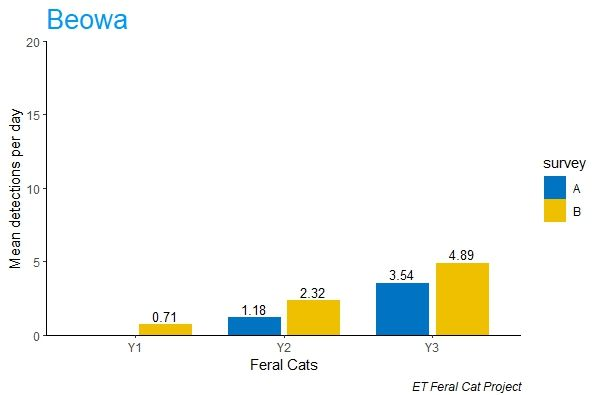 Beowa
20
15
10
5
0
Mean detections per day
0.71
1.18
2.32
3.54
4.89
Y1
Y2
Y3
Feral Cats
survey
A
B
ET Feral Cat Project